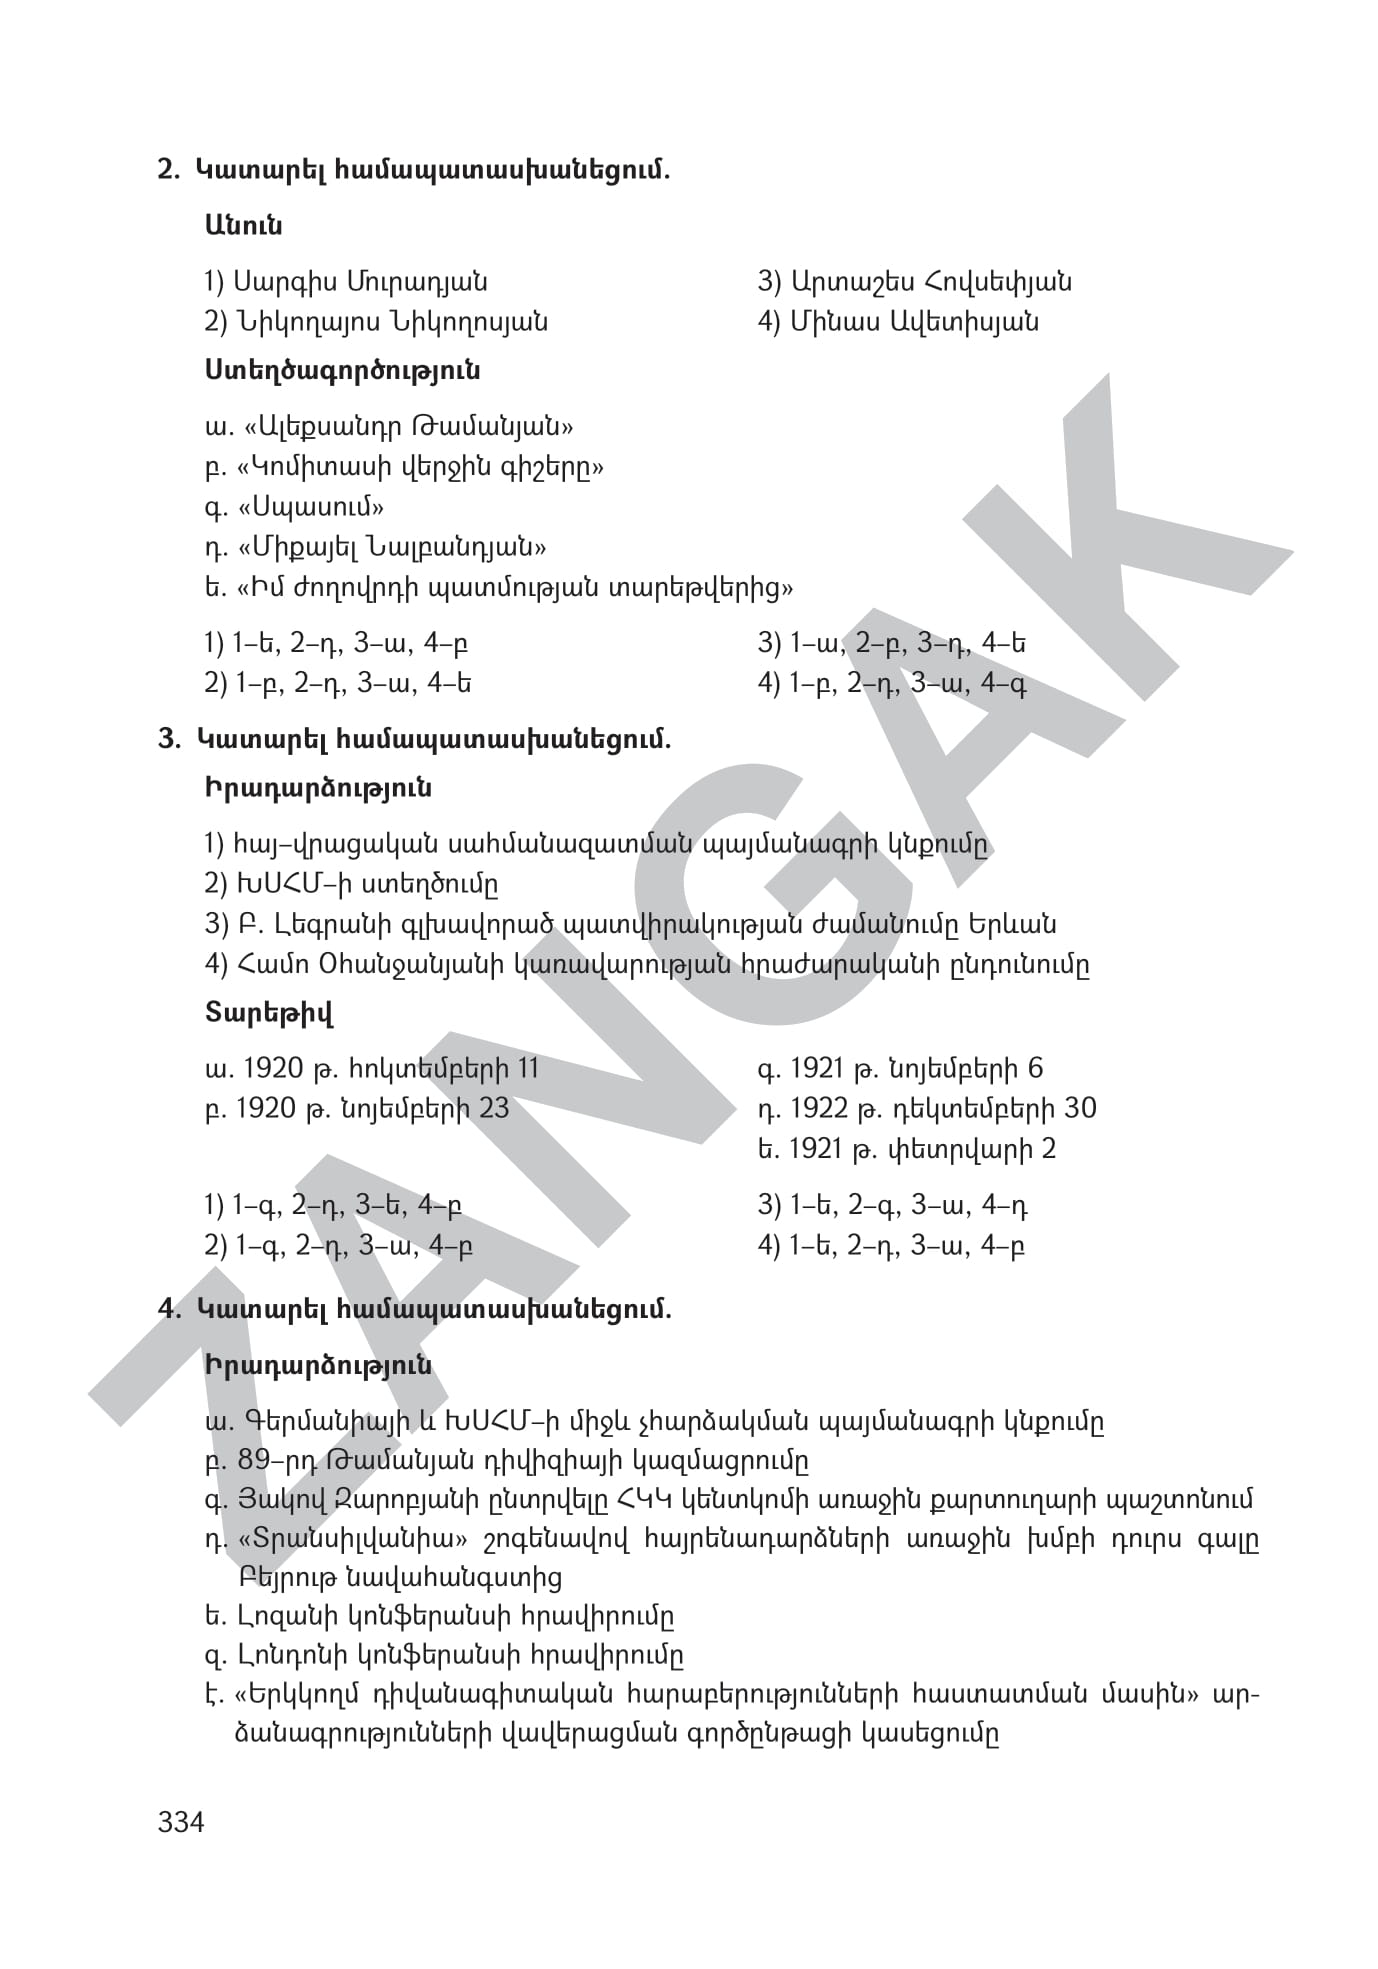 2. Կատարել համապատասխանեցում.
Անուն
1) Սարգիս Մուրադյան
3) Արտաշես Հովսեփյան
2) Նիկողայոս Նիկողոսյան
4) Մինաս Ավետիսյան
Ստեղծագործություն
ա. «Ալեքսանդր Թամանյան»
բ. «Կոմիտասի վերջին գիշերը»
գ. «Սպասում»
դ. «Միքայել Նալբանդյան»
ե. «Իմ ժողովրդի պատմության տարեթվերից»
1) 1–ե, 2–դ, 3–ա, 4–բ
3) 1–ա, 2–բ, 3–դ, 4–ե
2) 1–բ, 2–դ, 3–ա, 4–ե
4) 1–բ, 2–դ, 3–ա, 4–գ
3. Կատարել համապատասխանեցում.
Իրադարձություն
1) հայ–վրացական սահմանազատման պայմանագրի կնքումը
2) ԽՍՀՄ–ի ստեղծումը
3) Բ. Լեգրանի գլխավորած պատվիրակության ժամանումը Երևան
4) Համո Օհանջանյանի կառավարության հրաժարականի ընդունումը
Տարեթիվ
ա. 1920 թ. հոկտեմբերի 11
գ. 1921 թ. նոյեմբերի 6
բ. 1920 թ. նոյեմբերի 23
դ. 1922 թ. դեկտեմբերի 30
ե. 1921 թ. փետրվարի 2
1) 1–գ, 2–դ, 3–ե, 4–բ
3) 1–ե, 2–գ, 3–ա, 4–դ
2) 1–գ, 2–դ, 3–ա, 4–բ
4) 1–ե, 2–դ, 3–ա, 4–բ
4. Կատարել համապատասխանեցում.
Իրադարձություն
ա. Գերմանիայի և ԽՍՀՄ–ի միջև չհարձակման պայմանագրի կնքումը
բ. 89–րդ Թամանյան դիվիզիայի կազմացրումը
գ. Յակով Զարոբյանի ընտրվելը ՀԿԿ կենտկոմի առաջին քարտուղարի պաշտոնում
դ. «Տրանսիլվանիա» շոգենավով հայրենադարձների առաջին խմբի դուրս գալը
Բեյրութ նավահանգստից
ե. Լոզանի կոնֆերանսի հրավիրումը
զ. Լոնդոնի կոնֆերանսի հրավիրումը
է. «Երկկողմ դիվանագիտական հարաբերությունների հաստատման մասին» ար-
ձանագրությունների վավերացման գործընթացի կասեցումը
334
ZANGAK